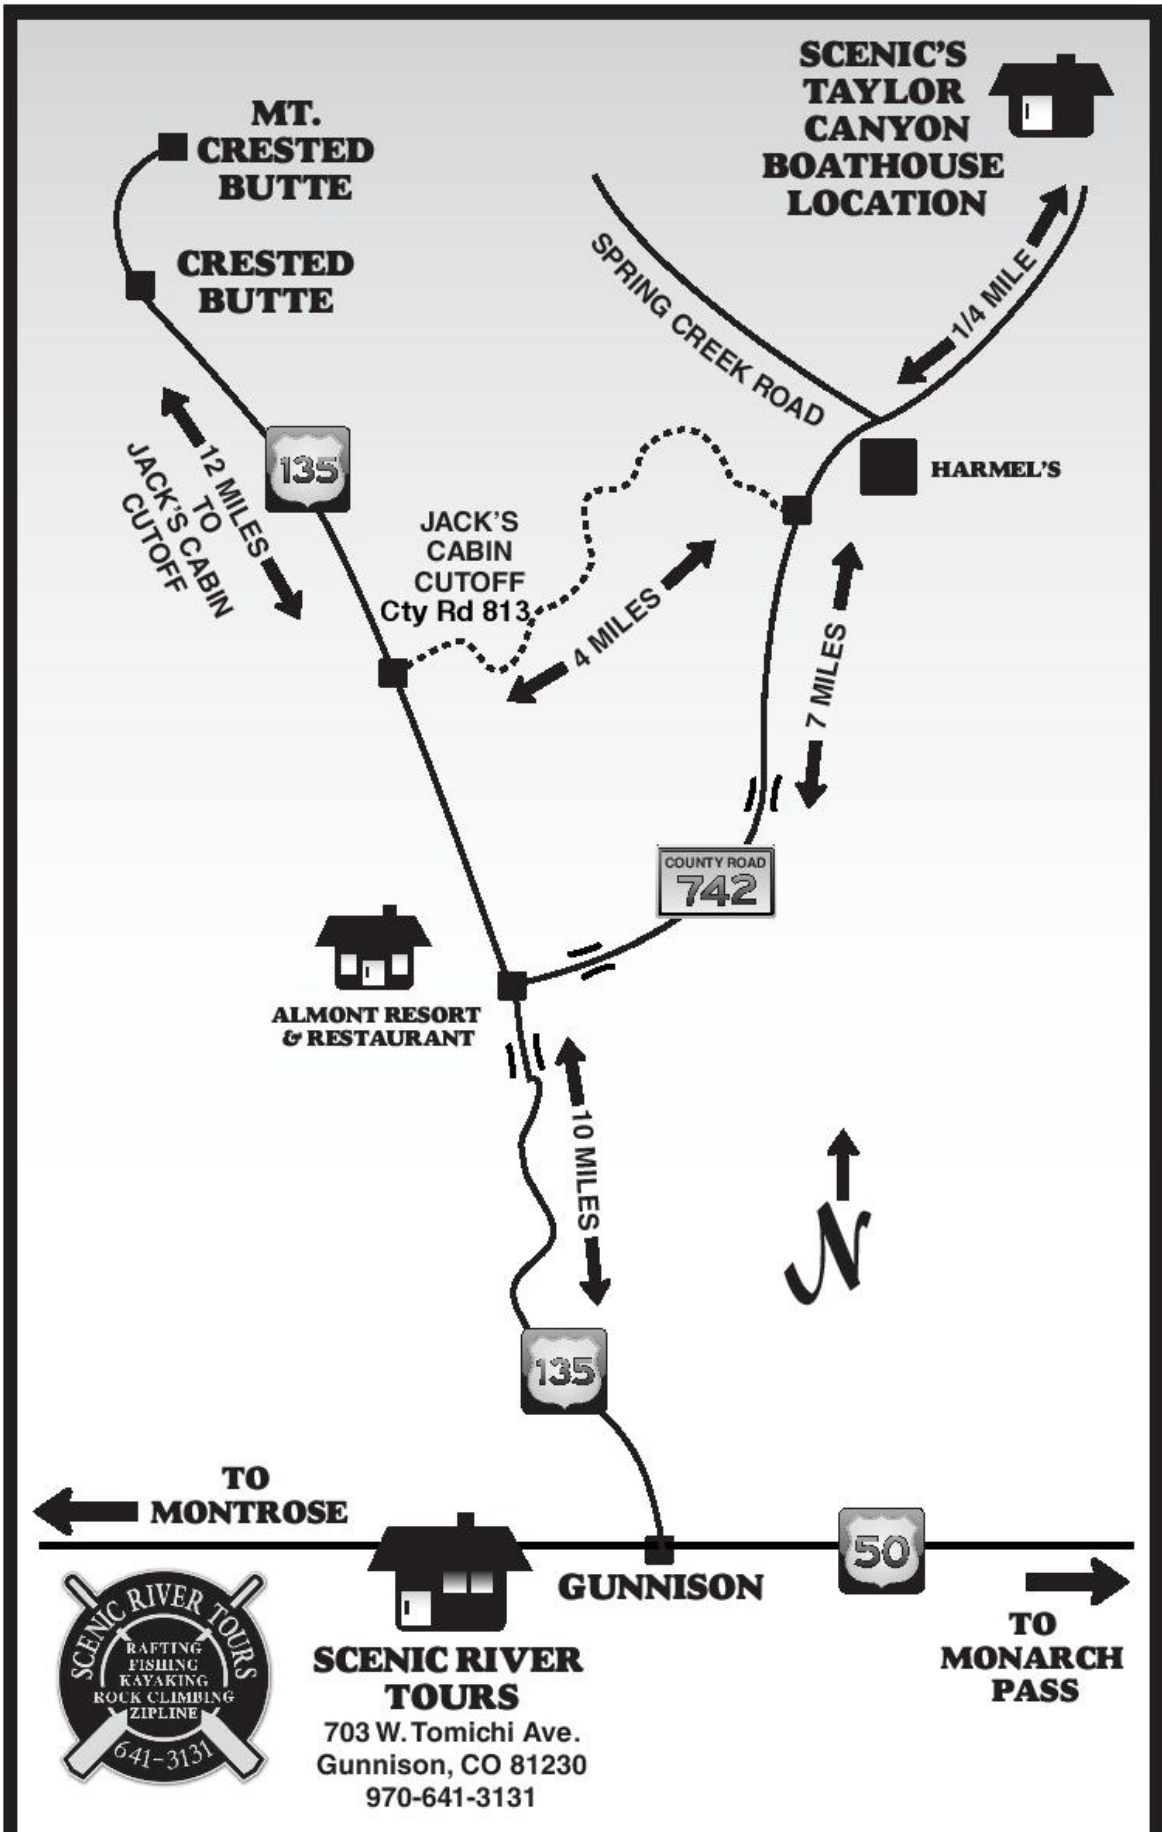 SCENIC'S
TAYLOR
CANYON
BOATHOUSE
LOCATION
MT.
CRESTED
BUTTE
CRESTED
BUTTE
SPRING CREEK ROAD
1/4 MILE
135
12 MILES
TO
JACK'S CABIN
CUTOFF
HARMEL'S
JACK'S
CABIN
CUTOFF
Cty Rd 813
4 MILES
7 MILES
COUNTY ROAD
742
ALMONT RESORT
& RESTAURANT
10 MILES
N
135
TO
MONTROSE
50
GUNNISON
TO
MONARCH
PASS
SCENIC RIVER TOURS
RAFTING
FISHING
KAYAKING
ROCK CLIMBING
ZIPLINE
641-3131
SCENIC RIVER
TOURS
703 W. Tomichi Ave.
Gunnison, CO 81230
970-641-3131